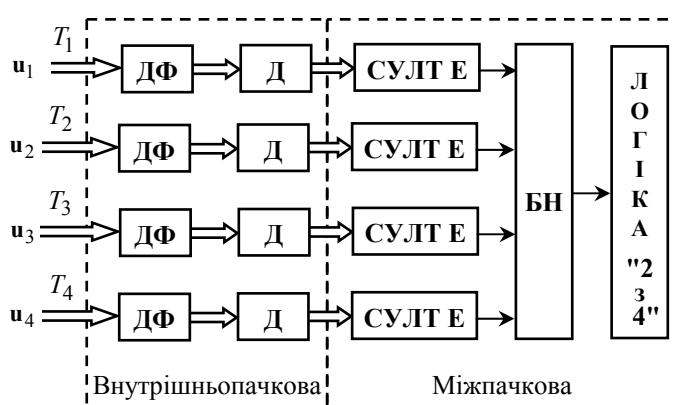 T1
u1 ДФ Д СУЛТ Е
T2
u2 ДФ Д СУЛТ Е
T3
u3 ДФ Д СУЛТ Е
T4
u4 ДФ Д СУЛТ Е
БН
ЛОГІКА
"2
з
4"
Внутрішньопачкова Міжпачкова